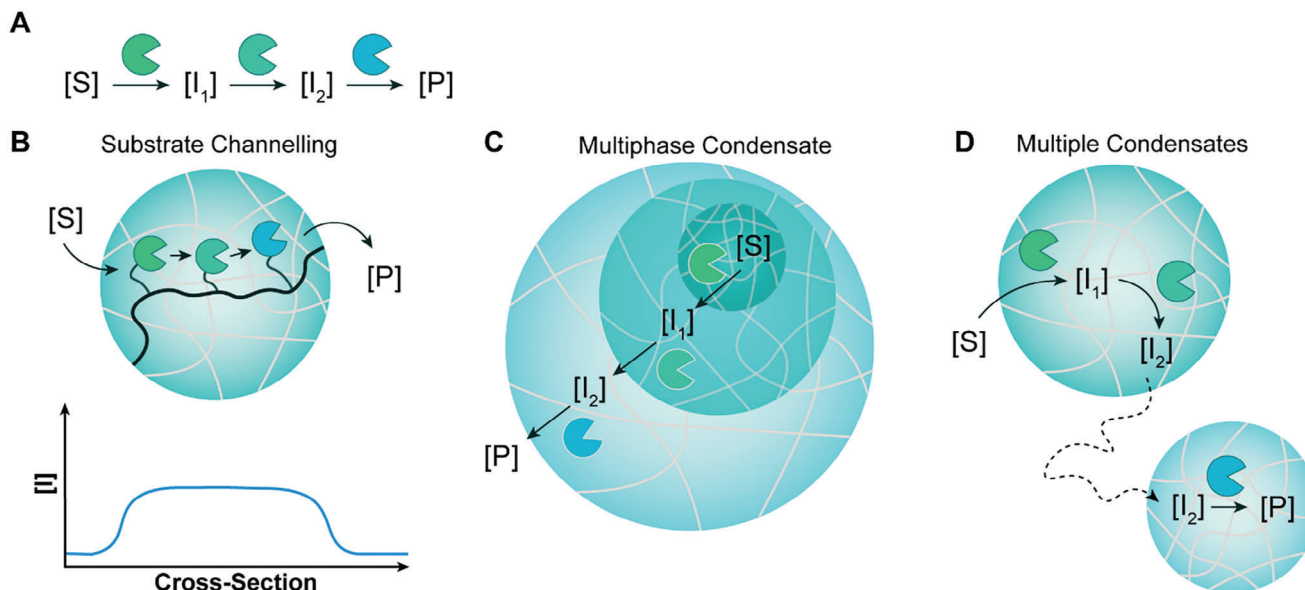 A
[S] [I₁] [I₂] [P]
B Substrate Channelling
[S]
[P]
[I]
Cross-Section
C Multiphase Condensate
[S]
[I₁]
[I₂]
[P]
D Multiple Condensates
[I₁]
[S]
[I₂]
[I₂] [P]